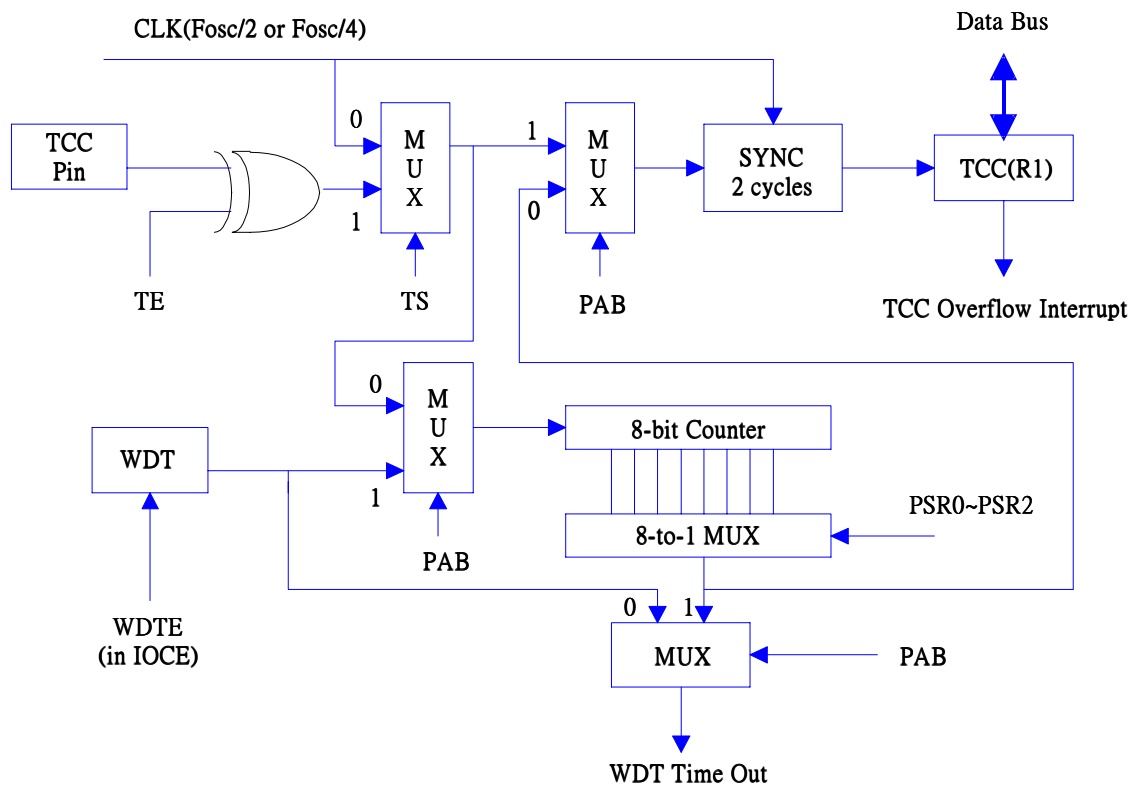 CLK(Fosc/2 or Fosc/4)
Data Bus
TCC
Pin
0
1
M
U
X
1
0
M
U
X
SYNC
2 cycles
TCC(R1)
TE
TS
PAB
TCC Overflow Interrupt
0
1
M
U
X
WDT
8-bit Counter
PSR0~PSR2
8-to-1 MUX
PAB
WDTE
(in IOCE)
0
1
MUX
PAB
WDT Time Out